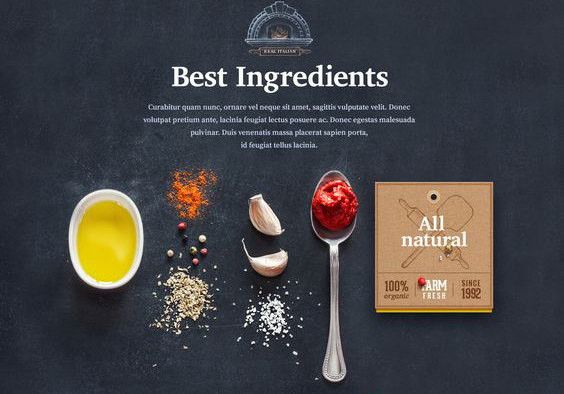 REAL ITALIAN
Best Ingredients
Curabitur quam nunc, ornare vel neque sit amet, sagittis vulputate velit. Donec
volutpat pretium ante, lacinia feugiat lectus posuere ac. Donec egestas malesuada
pulvinar. Duis venenatis massa placerat sapien porta,
id feugiat tellus lacinia.
All
natural
100%
organic
FARM
FRESH
SINCE
1992